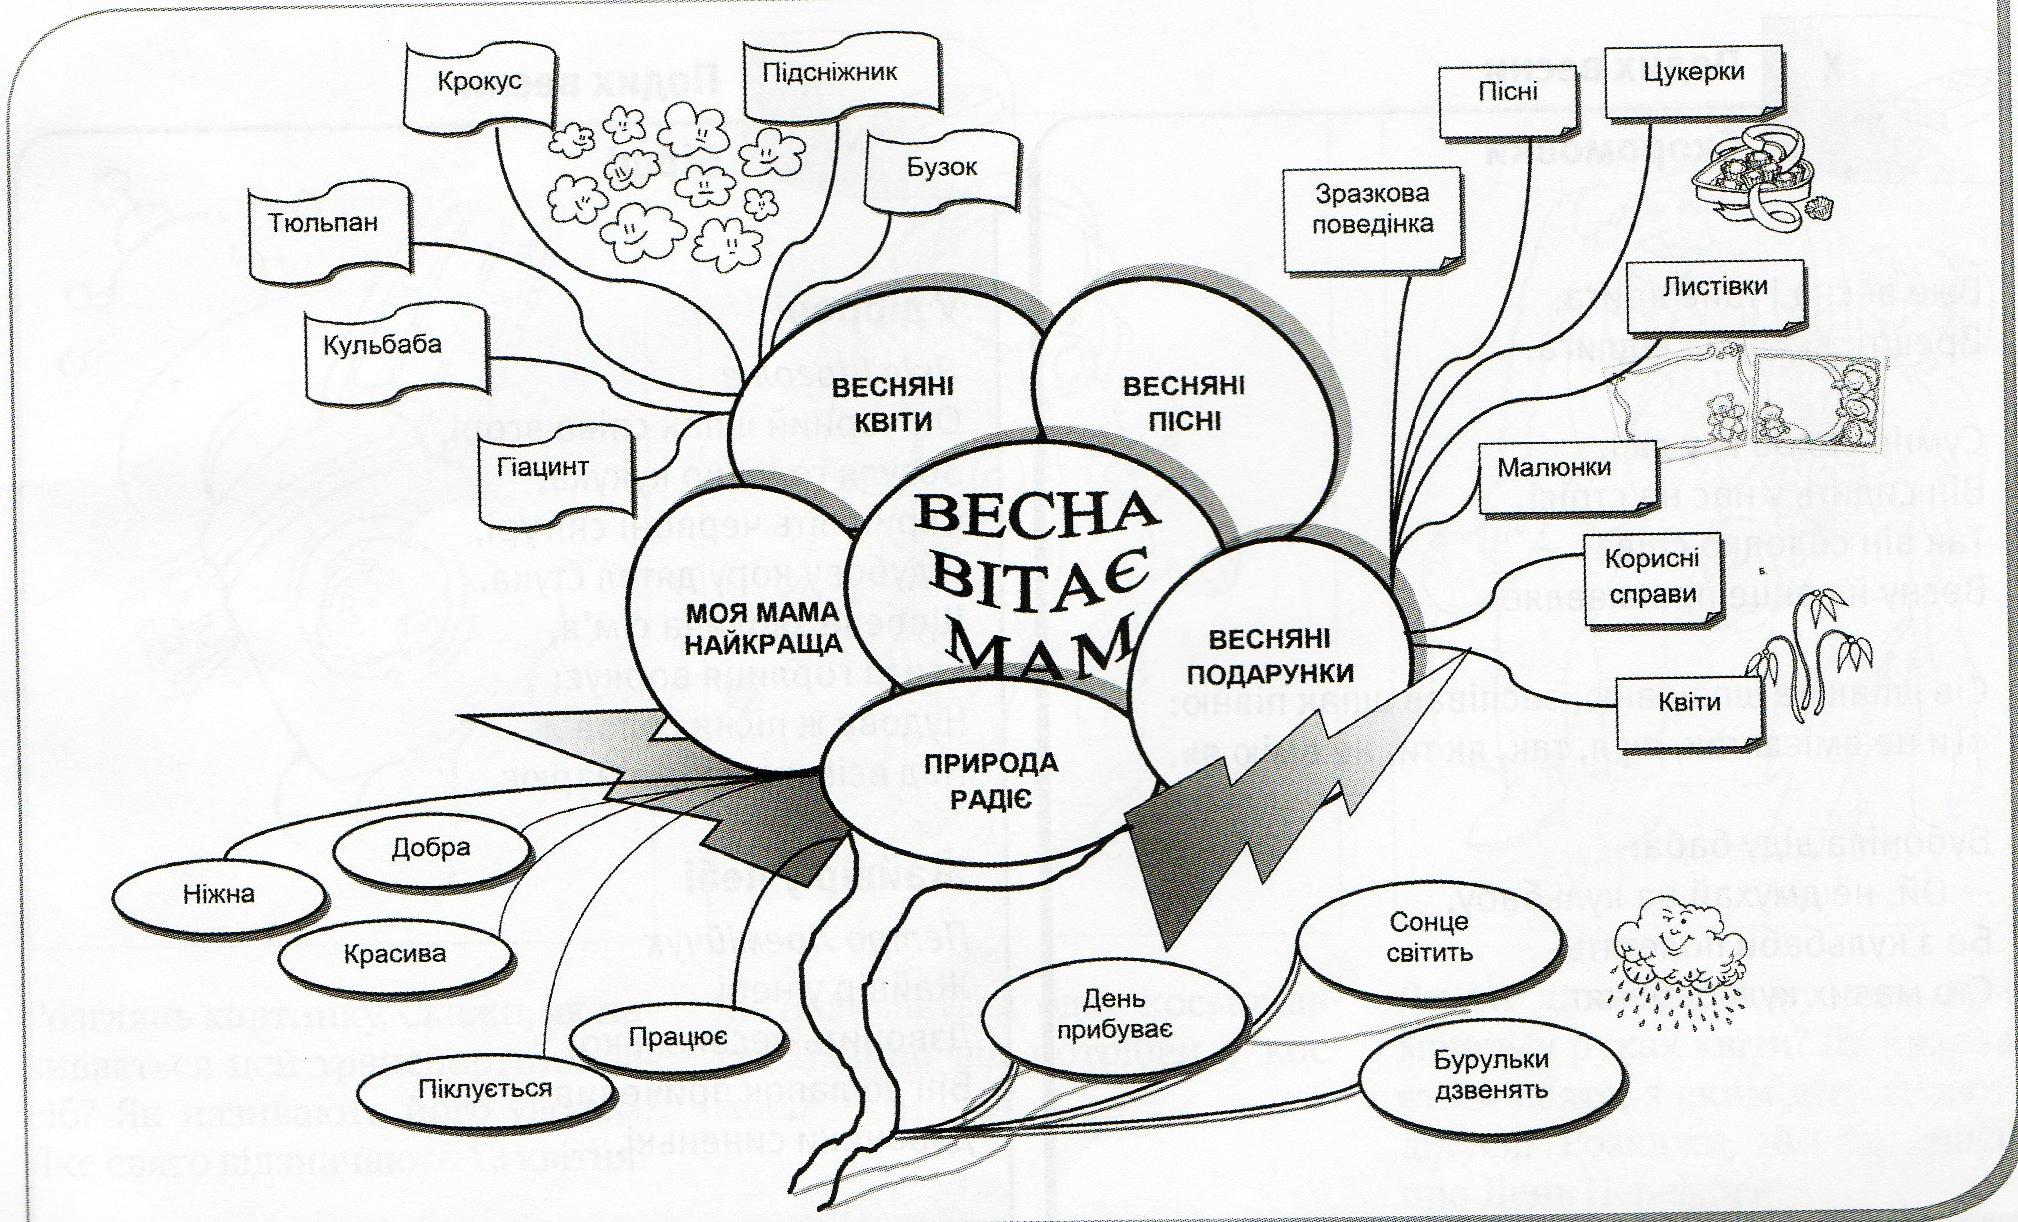 Крокус
Підсніжник
Бузок
Тюльпан
Кульбаба
Гіацинт
Пісні
Цукерки
Зразкова
поведінка
Листівки
Малюнки
Корисні
справи
Квіти
ВЕСНЯНІ
КВІТИ
ВЕСНЯНІ
ПІСНІ
ВЕСНА
ВІТАЄ
МАМ
МОЯ МАМА
НАЙКРАЩА
ВЕСНЯНІ
ПОДАРУНКИ
ПРИРОДА
РАДІЄ
Ніжна
Добра
Красива
Працює
Піклується
День
прибуває
Сонце
світить
Бурульки
дзвенять